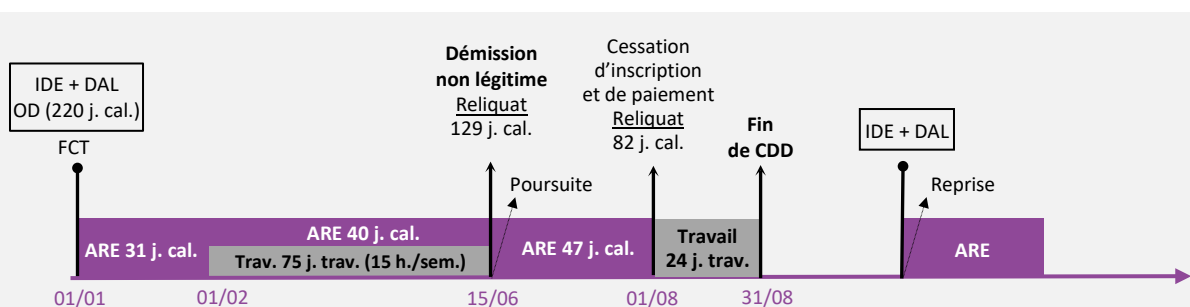 IDE + DAL
OD (220 j. cal.)
FCT
Démission
non légitime
Reliquat
129 j. cal.
Cessation
d'inscription
et de paiement
Reliquat
82 j. cal.
Fin
de CDD
IDE + DAL
Poursuite
Reprise
ARE 31 j. cal.
ARE 40 j. cal.
Trav. 75 j. trav. (15 h./sem.)
ARE 47 j. cal.
Travail
24 j. trav.
ARE
01/01
01/02
15/06
01/08
31/08